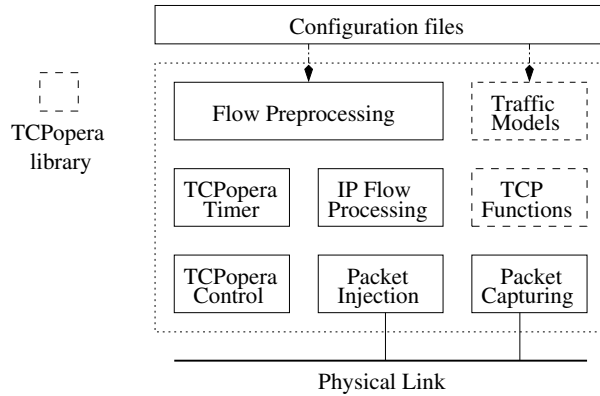 Configuration files
TCPopera
library
Flow Preprocessing
Traffic
Models
TCPopera
Timer
IP Flow
Processing
TCP
Functions
TCPopera
Control
Packet
Injection
Packet
Capturing
Physical Link